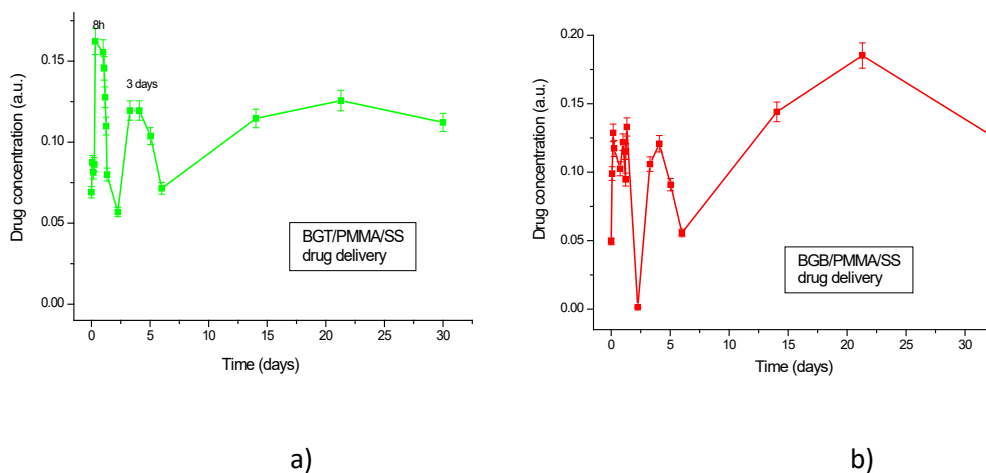 8h
3 days
0.15
0.10
0.05
0.00
Drug concentration (a.u.)
BGT/PMMA/SS
drug delivery
0 5 10 15 20 25 30
Time (days)
a)
0.20
0.15
0.10
0.05
0.00
Drug concentration (a.u.)
BGB/PMMA/SS
drug delivery
0 5 10 15 20 25 30
Time (days)
b)